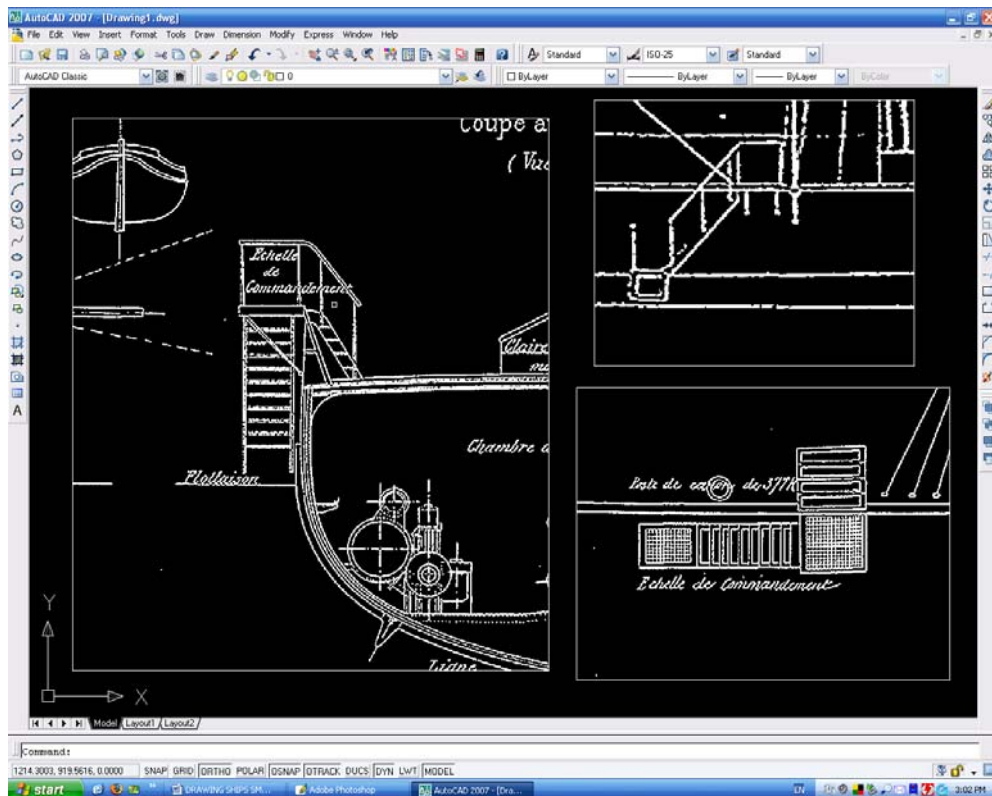 AutoCAD 2007 - [Drawing1.dwg]
File Edit View Insert Format Tools Draw Dimension Modify Express Window Help
Standard ISO-25 Standard
AutoCAD Classic 0 ByLayer ByLayer ByLayer ByColor
Coupe a
(Vue
Echelle
de
Commandement
Claire
Chambre d
Flottaison
Ligne
Echelle de Commandement
Y
X
Model Layout1 Layout2
Command:
1214.3003, 919.5616, 0.0000 SNAP GRID ORTHO POLAR OSNAP OTRACK DUCS DYN LWT MODEL
start DRAWING SHIPS SM... Adobe Photoshop AutoCAD 2007 - [Dra... EN 3:02 PM